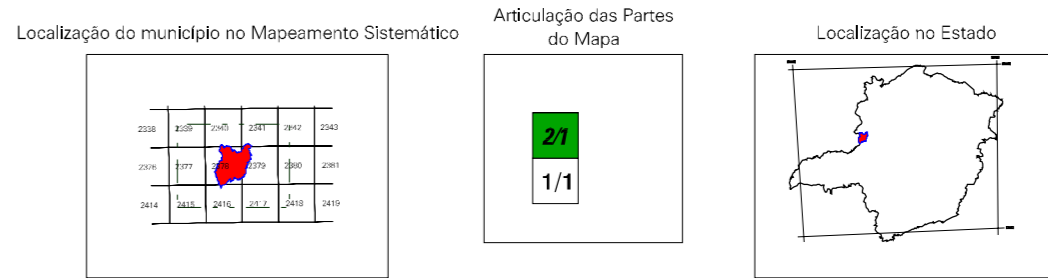 Localização do município no Mapeamento Sistemático
Articulação das Partes
do Mapa
Localização no Estado
2338 2339 2340 2341 2342 2343
2376 2377 2378 2379 2380 2381
2414 2415 2416 2417 2418 2419
2/1
1/1